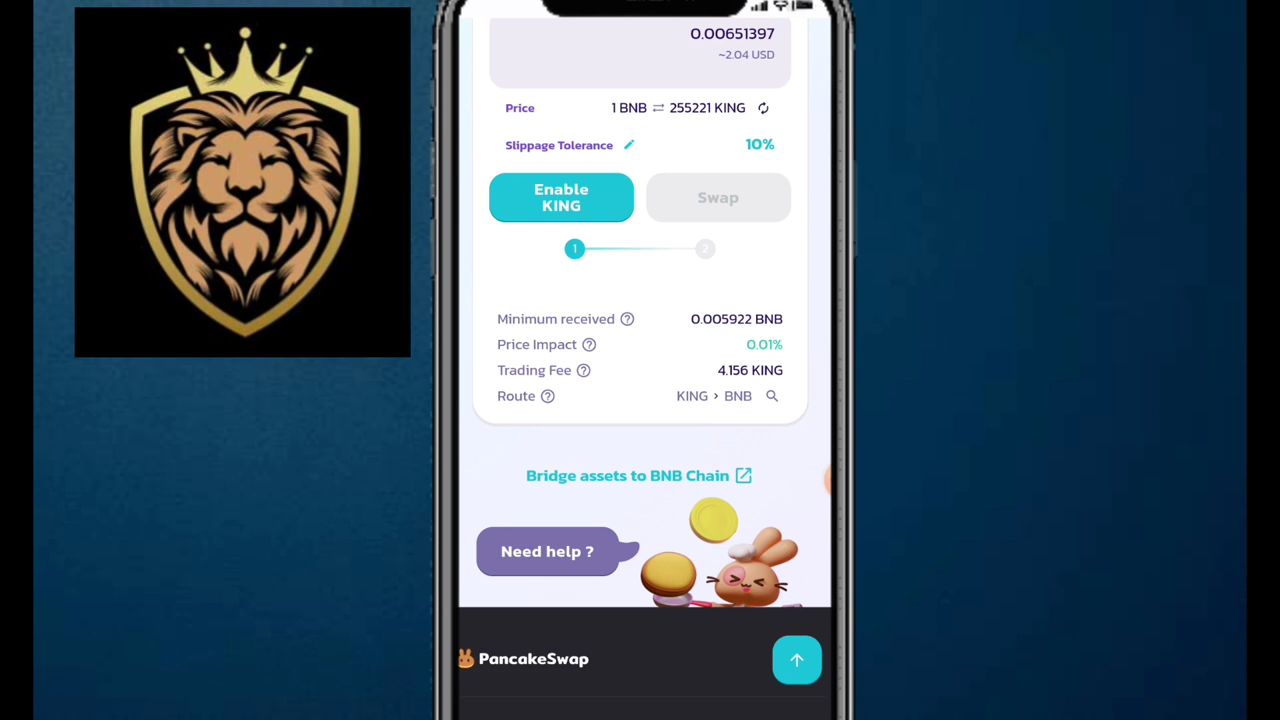 0.00651397
~2.04 USD
Price 1 BNB ⇌ 255221 KING
Slippage Tolerance 10%
Enable
KING
Swap
1 2
Minimum received 0.005922 BNB
Price Impact 0.01%
Trading Fee 4.156 KING
Route KING > BNB
Bridge assets to BNB Chain
Need help ?
PancakeSwap